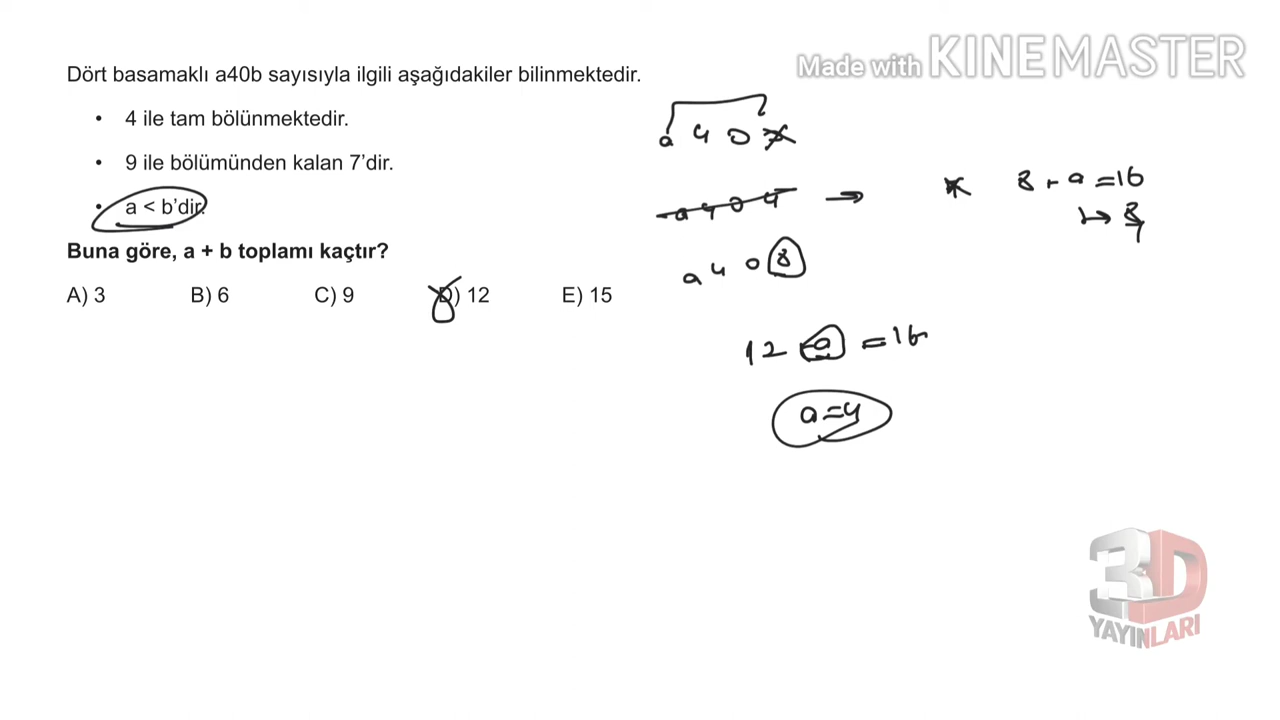 Made with KINEMASTER
Dört basamaklı a40b sayısıyla ilgili aşağıdakiler bilinmektedir.
• 4 ile tam bölünmektedir.
• 9 ile bölümünden kalan 7’dir.
• a < b’dir.
Buna göre, a + b toplamı kaçtır?
A) 3 B) 6 C) 9 D) 12 E) 15
a 4 0
a 4 0 4 →
8 + a = 16
↳ 8
a 4 0 8
12 + a = 16
a = 4
3D
YAYINLARI